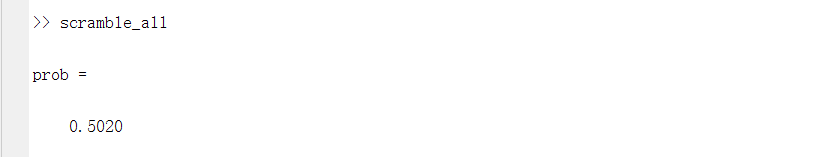 >> scramble_all
prob =
0.5020